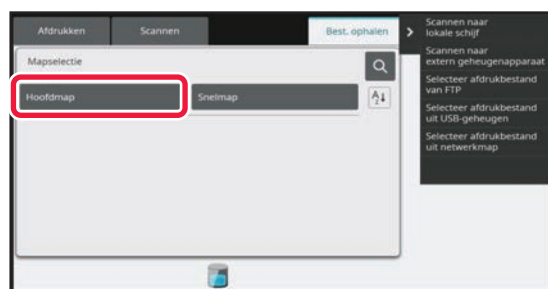 Afdrukken
Scannen
Best. ophalen
Mapselectie
Hoofdmap
Snelmap
Scannen naar
lokale schijf
Scannen naar
extern geheugenapparaat
Selecteer afdrukbestand
van FTP
Selecteer afdrukbestand
uit USB-geheugen
Selecteer afdrukbestand
uit netwerkmap